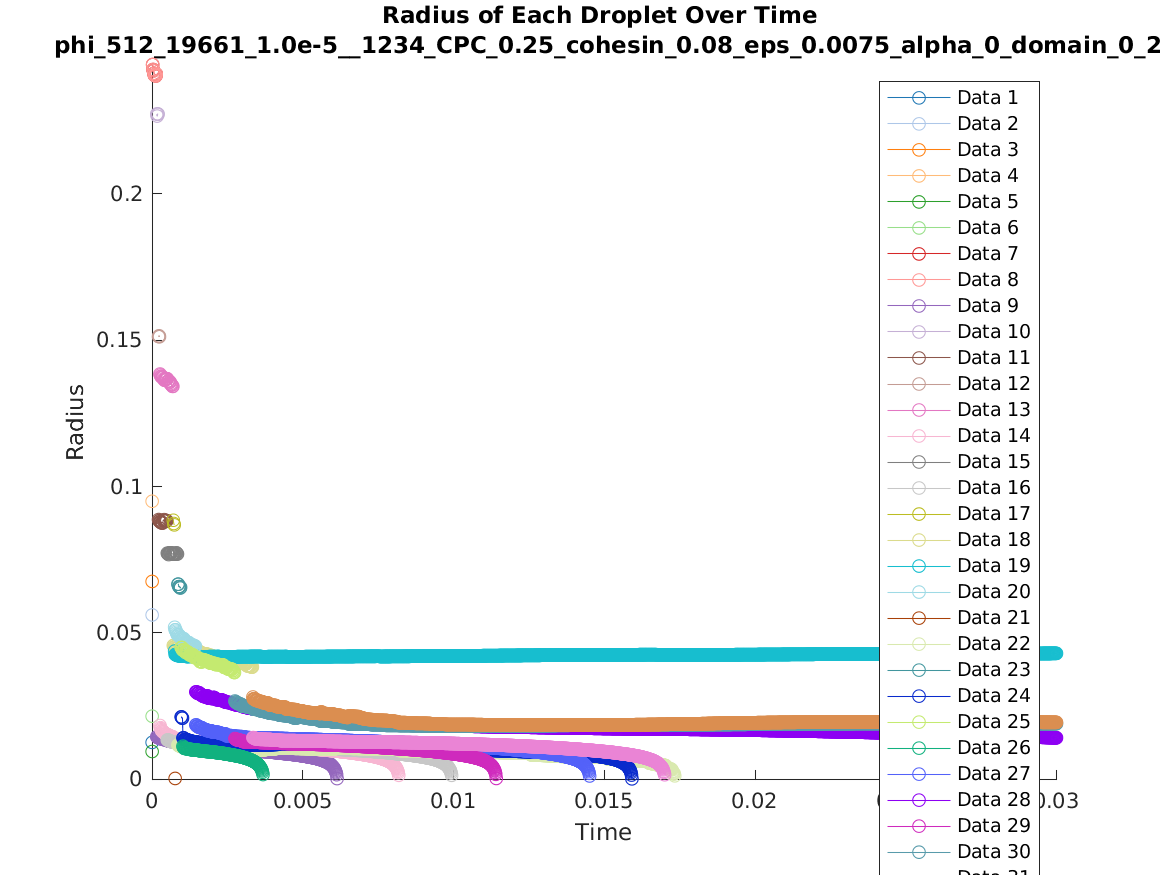 Radius of Each Droplet Over Time
phi_512_19661_1.0e-5__1234_CPC_0.25_cohesin_0.08_eps_0.0075_alpha_0_domain_0_2
Radius
0.2
0.15
0.1
0.05
0
0
0.005
0.01
0.015
0.02
0.03
Time
Data 1
Data 2
Data 3
Data 4
Data 5
Data 6
Data 7
Data 8
Data 9
Data 10
Data 11
Data 12
Data 13
Data 14
Data 15
Data 16
Data 17
Data 18
Data 19
Data 20
Data 21
Data 22
Data 23
Data 24
Data 25
Data 26
Data 27
Data 28
Data 29
Data 30